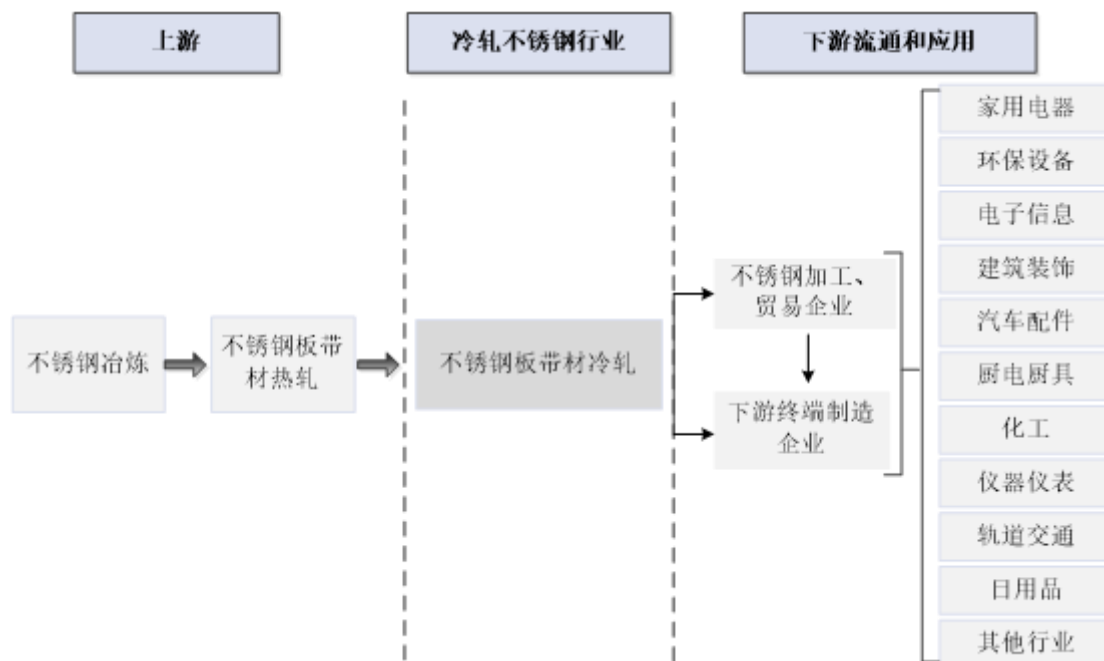 上游
冷轧不锈钢行业
下游流通和应用
不锈钢冶炼
不锈钢板带
材热轧
不锈钢板带材冷轧
不锈钢加工、
贸易企业
下游终端制造
企业
家用电器
环保设备
电子信息
建筑装饰
汽车配件
厨电厨具
化工
仪器仪表
轨道交通
日用品
其他行业